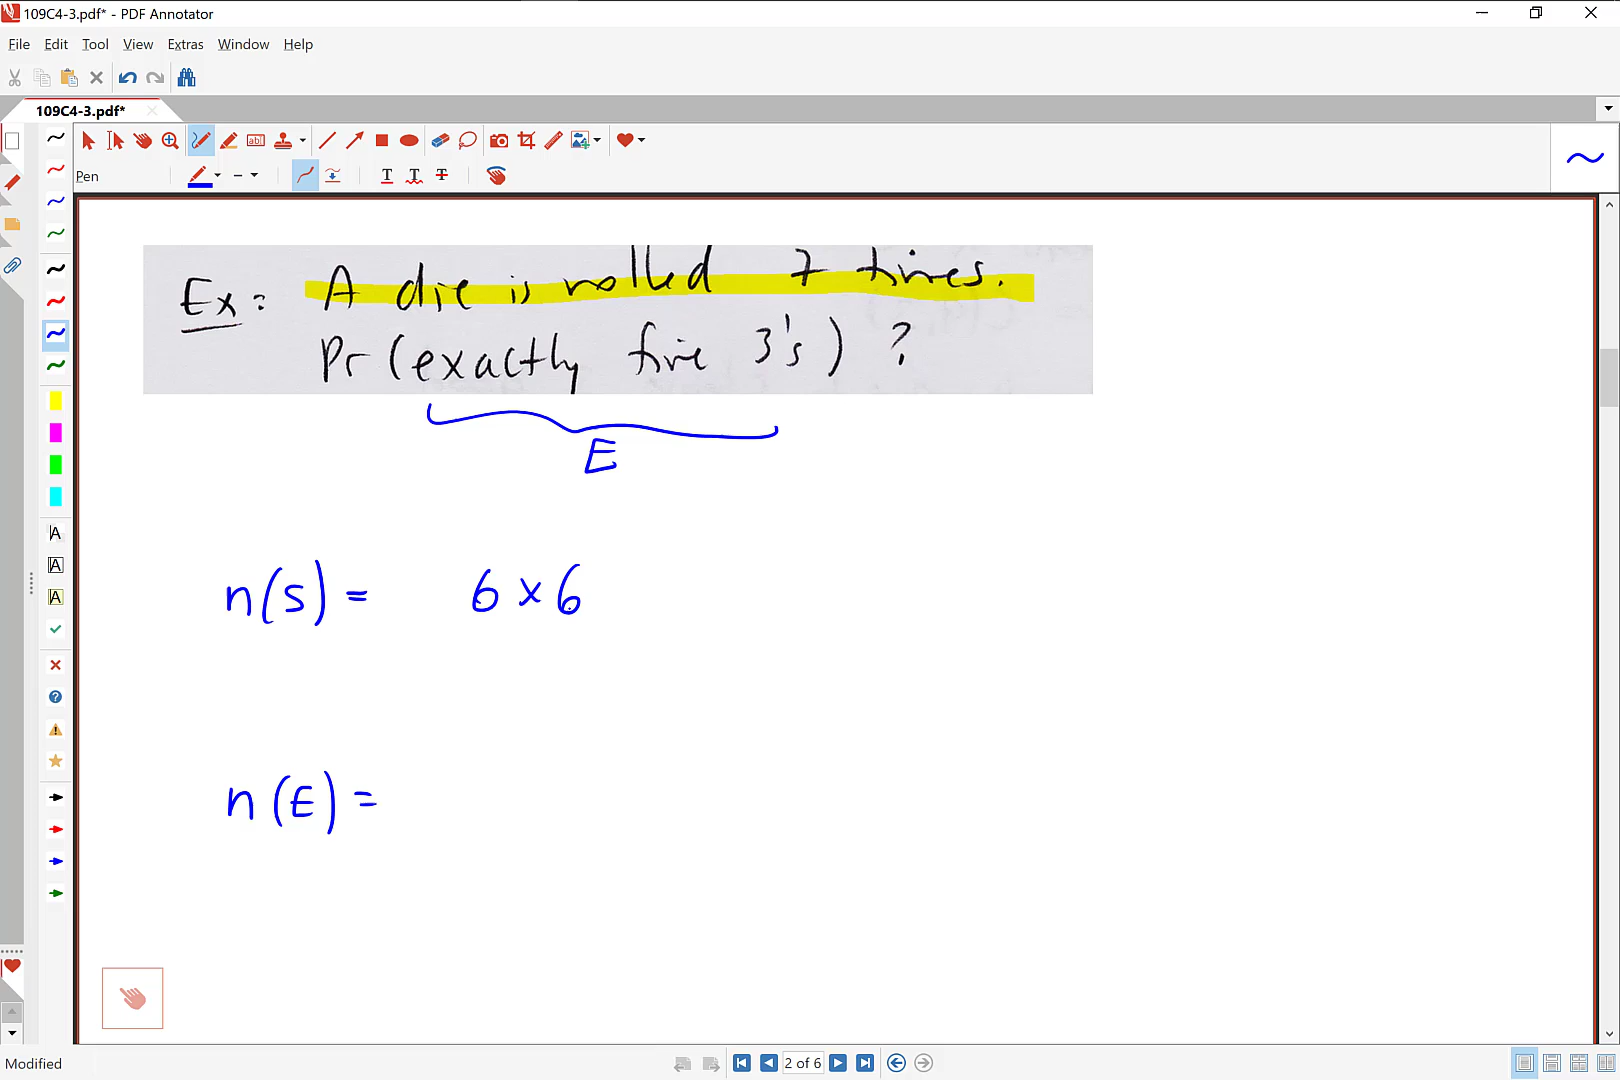 109C4-3.pdf* - PDF Annotator
File Edit Tool View Extras Window Help
109C4-3.pdf*
Pen
Ex: A die is rolled 7 times.
Pr (exactly five 3's) ?
E
n(S) = 6 × 6
n(E) =
Modified
2 of 6